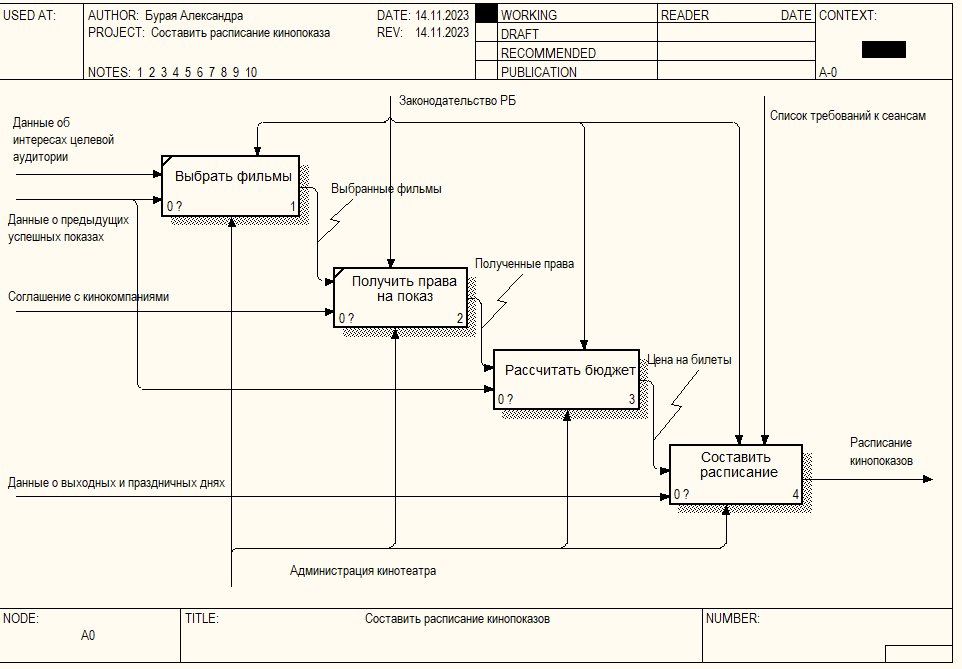 USED AT:
AUTHOR: Бурая Александра
DATE: 14.11.2023
PROJECT: Составить расписание кинопоказа
REV: 14.11.2023
NOTES: 1 2 3 4 5 6 7 8 9 10
WORKING
DRAFT
RECOMMENDED
PUBLICATION
READER DATE
CONTEXT:
A-0
Законодательство РБ
Список требований к сеансам
Данные об
интересах целевой
аудитории
Выбрать фильмы
0 ? 1
Выбранные фильмы
Данные о предыдущих
успешных показах
Получить права
на показ
0 ? 2
Полученные права
Соглашение с кинокомпаниями
Рассчитать бюджет
0 ? 3
Цена на билеты
Составить
расписание
0 ? 4
Расписание
кинопоказов
Данные о выходных и праздничных днях
Администрация кинотеатра
NODE:
A0
TITLE:
Составить расписание кинопоказов
NUMBER: